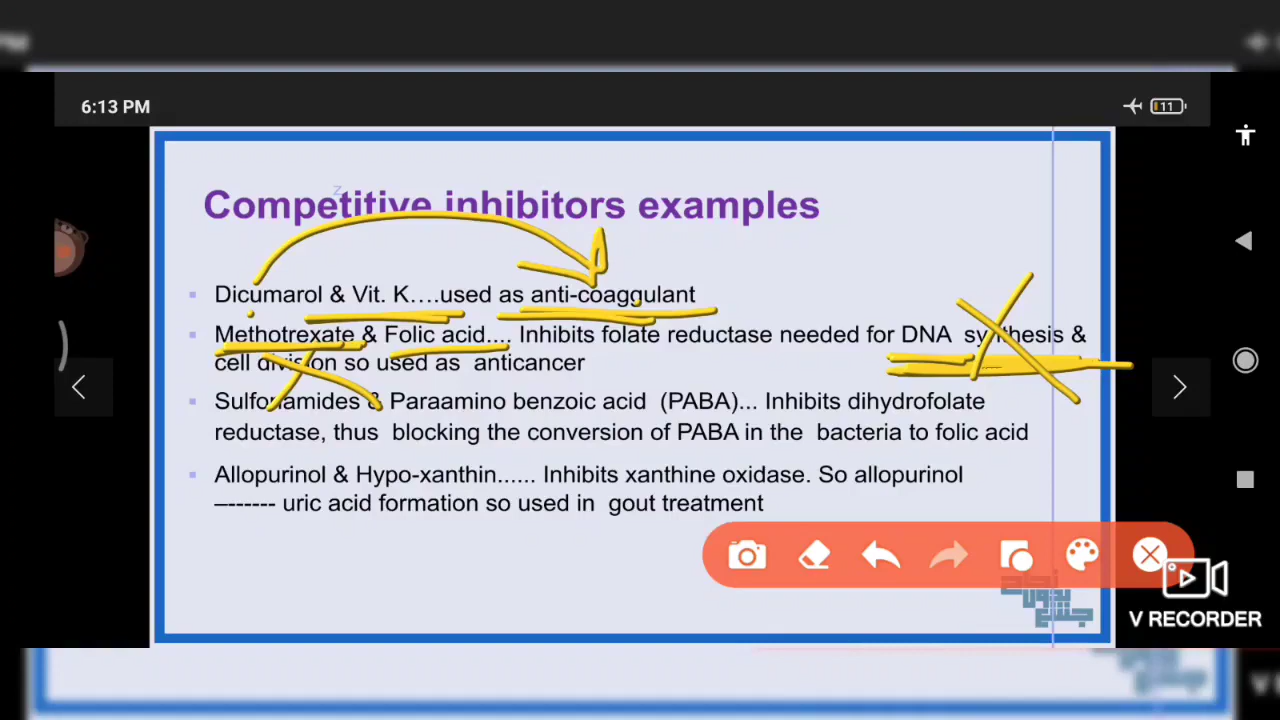 6:13 PM
11
Competitive inhibitors examples
Dicumarol & Vit. K....used as anti-coaggulant
Methotrexate & Folic acid.... Inhibits folate reductase needed for DNA synthesis &
cell division so used as anticancer
Sulfonamides & Paraamino benzoic acid (PABA)... Inhibits dihydrofolate
reductase, thus blocking the conversion of PABA in the bacteria to folic acid
Allopurinol & Hypo-xanthin...... Inhibits xanthine oxidase. So allopurinol
–------- uric acid formation so used in gout treatment
V RECORDER